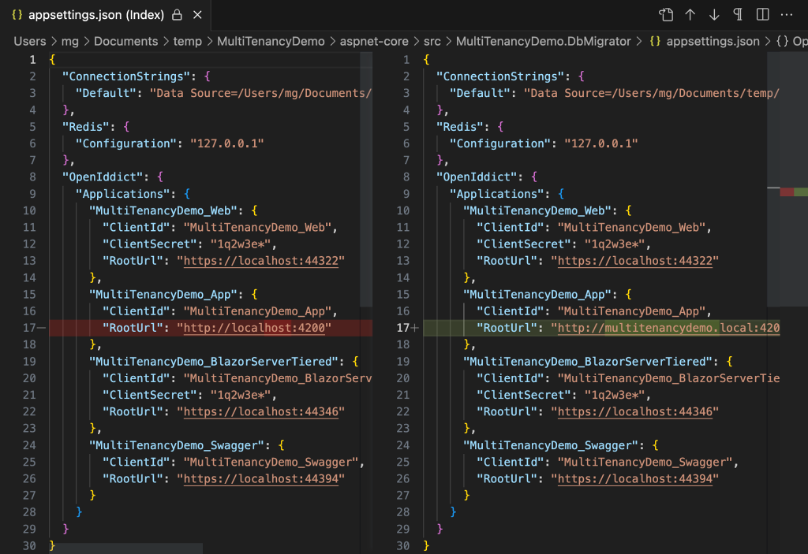 {} appsettings.json (Index)
Users > mg > Documents > temp > MultiTenancyDemo > aspnet-core > src > MultiTenancyDemo.DbMigrator > {} appsettings.json > {} Op
1 {
2 "ConnectionStrings": {
3 "Default": "Data Source=/Users/mg/Documents/
4 },
5 "Redis": {
6 "Configuration": "127.0.0.1"
7 },
8 "OpenIddict": {
9 "Applications": {
10 "MultiTenancyDemo_Web": {
11 "ClientId": "MultiTenancyDemo_Web",
12 "ClientSecret": "1q2w3e*",
13 "RootUrl": "https://localhost:44322"
14 },
15 "MultiTenancyDemo_App": {
16 "ClientId": "MultiTenancyDemo_App",
17— "RootUrl": "http://localhost:4200"
18 },
19 "MultiTenancyDemo_BlazorServerTiered": {
20 "ClientId": "MultiTenancyDemo_BlazorServ
21 "ClientSecret": "1q2w3e*",
22 "RootUrl": "https://localhost:44346"
23 },
24 "MultiTenancyDemo_Swagger": {
25 "ClientId": "MultiTenancyDemo_Swagger",
26 "RootUrl": "https://localhost:44394"
27 }
28 }
29 }
30 }
1 {
2 "ConnectionStrings": {
3 "Default": "Data Source=/Users/mg/Documents/temp/
4 },
5 "Redis": {
6 "Configuration": "127.0.0.1"
7 },
8 "OpenIddict": {
9 "Applications": {
10 "MultiTenancyDemo_Web": {
11 "ClientId": "MultiTenancyDemo_Web",
12 "ClientSecret": "1q2w3e*",
13 "RootUrl": "https://localhost:44322"
14 },
15 "MultiTenancyDemo_App": {
16 "ClientId": "MultiTenancyDemo_App",
17+ "RootUrl": "http://multitenancydemo.local:420
18 },
19 "MultiTenancyDemo_BlazorServerTiered": {
20 "ClientId": "MultiTenancyDemo_BlazorServerTie
21 "ClientSecret": "1q2w3e*",
22 "RootUrl": "https://localhost:44346"
23 },
24 "MultiTenancyDemo_Swagger": {
25 "ClientId": "MultiTenancyDemo_Swagger",
26 "RootUrl": "https://localhost:44394"
27 }
28 }
29 }
30 }